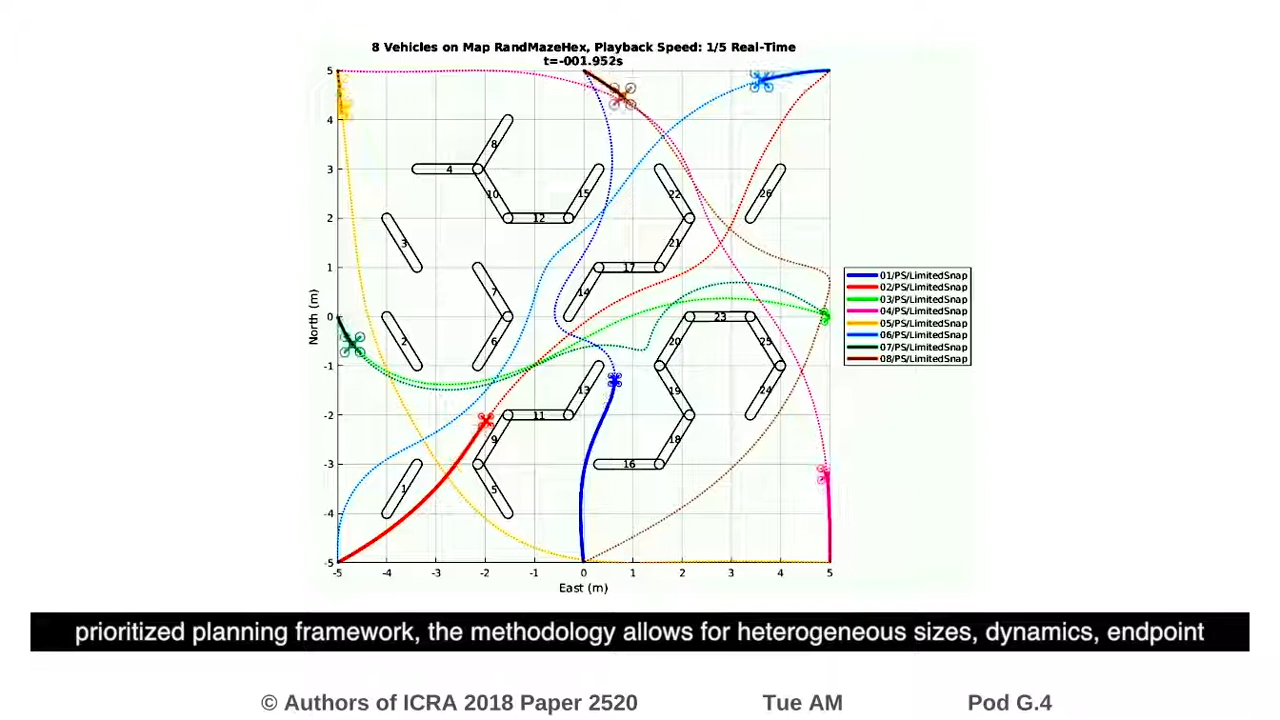 8 Vehicles on Map RandMazeHex, Playback Speed: 1/5 Real-Time
t=-001.952s
5
4
3
2
1
0
-1
-2
-3
-4
-5
North (m)
8
4
10
15
12
3
22
26
21
17
14
7
2
6
23
20
25
13
19
24
11
9
18
16
1
5
01/PS/LimitedSnap
02/PS/LimitedSnap
03/PS/LimitedSnap
04/PS/LimitedSnap
05/PS/LimitedSnap
06/PS/LimitedSnap
07/PS/LimitedSnap
08/PS/LimitedSnap
-5 -4 -3 -2 -1 0 1 2 3 4 5
East (m)
prioritized planning framework, the methodology allows for heterogeneous sizes, dynamics, endpoint
© Authors of ICRA 2018 Paper 2520 Tue AM Pod G.4